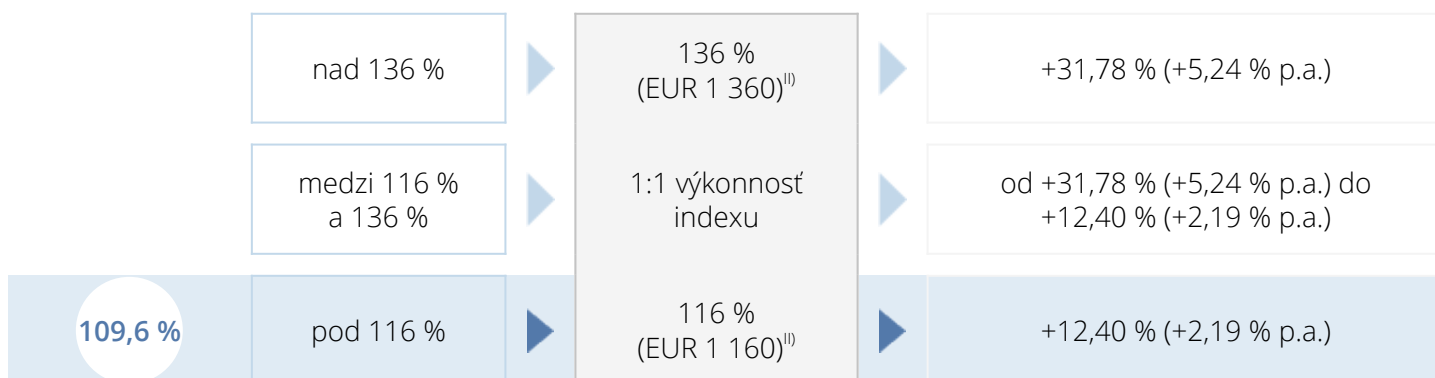 nad 136 %
136 %
(EUR 1 360)II)
+31,78 % (+5,24 % p.a.)
medzi 116 %
a 136 %
1:1 výkonnosť
indexu
od +31,78 % (+5,24 % p.a.) do
+12,40 % (+2,19 % p.a.)
109,6 %
pod 116 %
116 %
(EUR 1 160)II)
+12,40 % (+2,19 % p.a.)